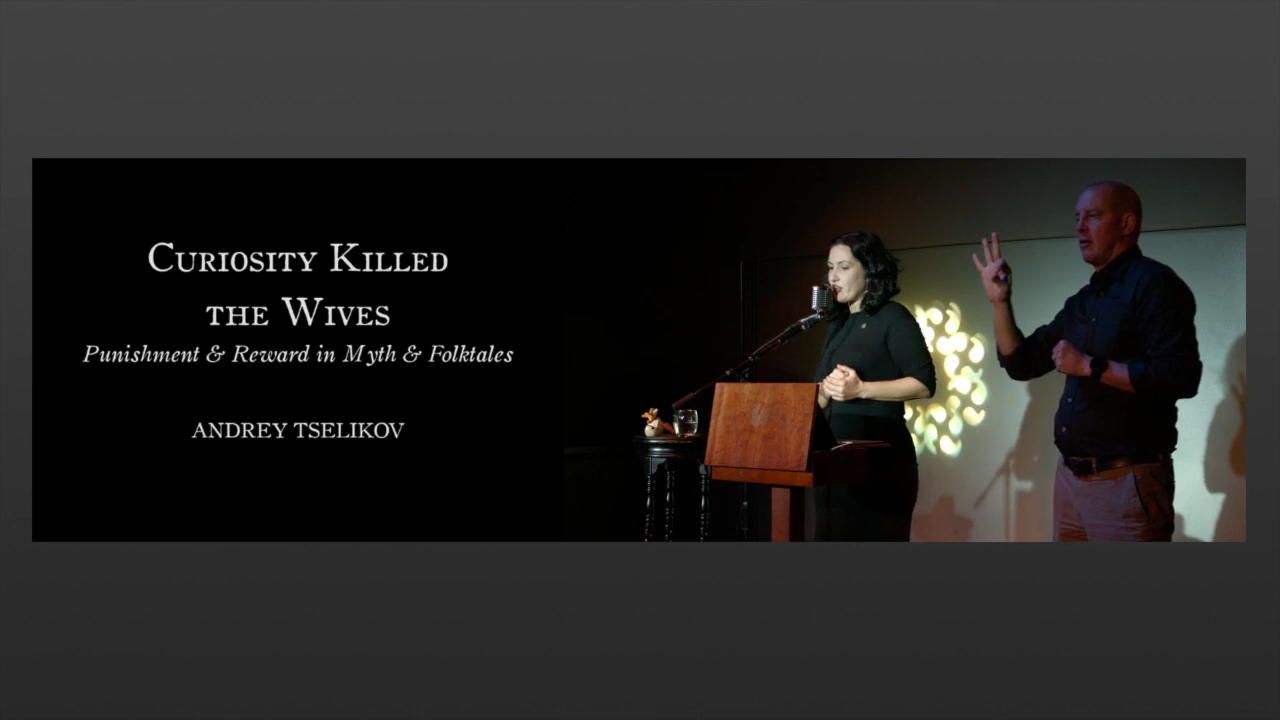 Curiosity Killed
the Wives
Punishment & Reward in Myth & Folktales
ANDREY TSELIKOV